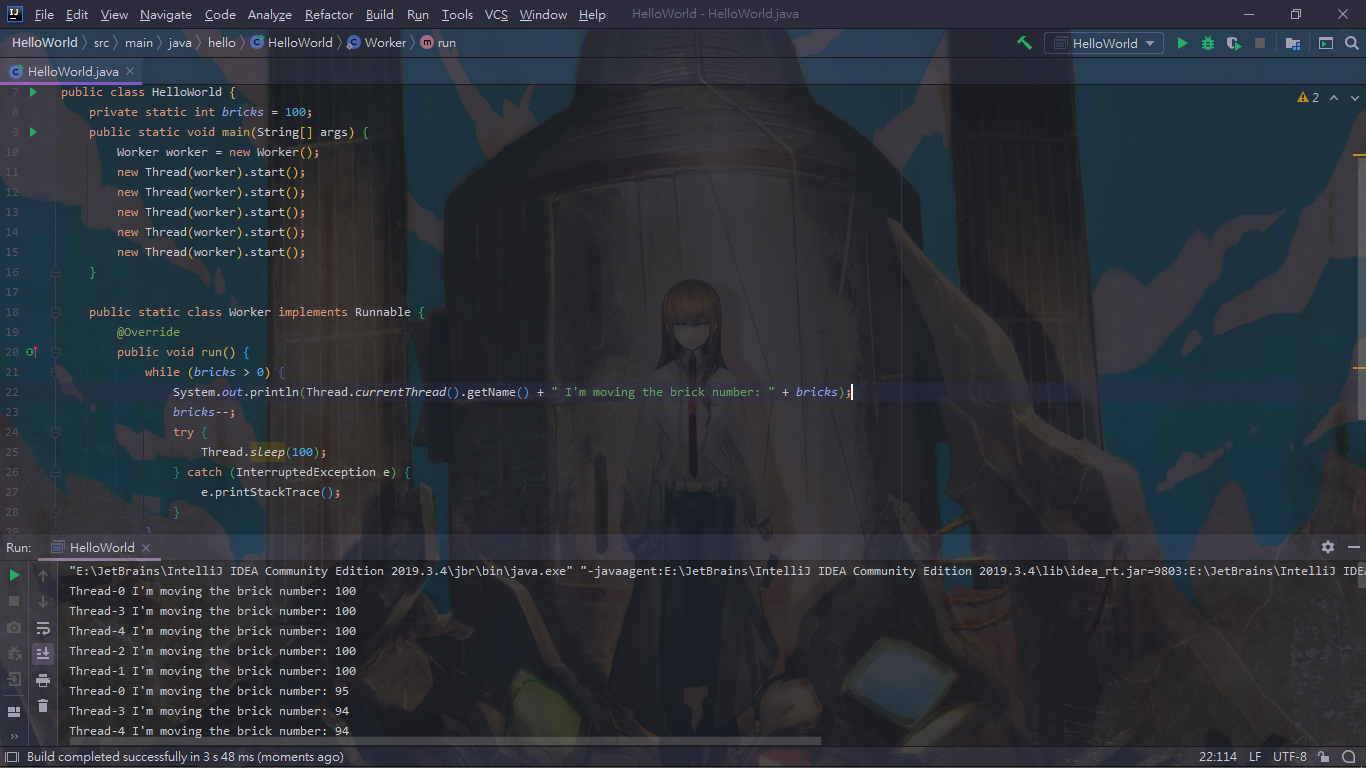 File Edit View Navigate Code Analyze Refactor Build Run Tools VCS Window Help HelloWorld - HelloWorld.java
HelloWorld src main java hello HelloWorld Worker run HelloWorld
HelloWorld.java
7 public class HelloWorld {
8 private static int bricks = 100;
9 public static void main(String[] args) {
10 Worker worker = new Worker();
11 new Thread(worker).start();
12 new Thread(worker).start();
13 new Thread(worker).start();
14 new Thread(worker).start();
15 new Thread(worker).start();
16 }
17
18 public static class Worker implements Runnable {
19 @Override
20 public void run() {
21 while (bricks > 0) {
22 System.out.println(Thread.currentThread().getName() + " I'm moving the brick number: " + bricks);
23 bricks--;
24 try {
25 Thread.sleep(100);
26 } catch (InterruptedException e) {
27 e.printStackTrace();
28 }
29 }
2
Run: HelloWorld
"E:\JetBrains\IntelliJ IDEA Community Edition 2019.3.4\jbr\bin\java.exe" "-javaagent:E:\JetBrains\IntelliJ IDEA Community Edition 2019.3.4\lib\idea_rt.jar=9803:E:\JetBrains\IntelliJ IDE
Thread-0 I'm moving the brick number: 100
Thread-3 I'm moving the brick number: 100
Thread-4 I'm moving the brick number: 100
Thread-2 I'm moving the brick number: 100
Thread-1 I'm moving the brick number: 100
Thread-0 I'm moving the brick number: 95
Thread-3 I'm moving the brick number: 94
Thread-4 I'm moving the brick number: 94
Build completed successfully in 3 s 48 ms (moments ago) 22:114 LF UTF-8